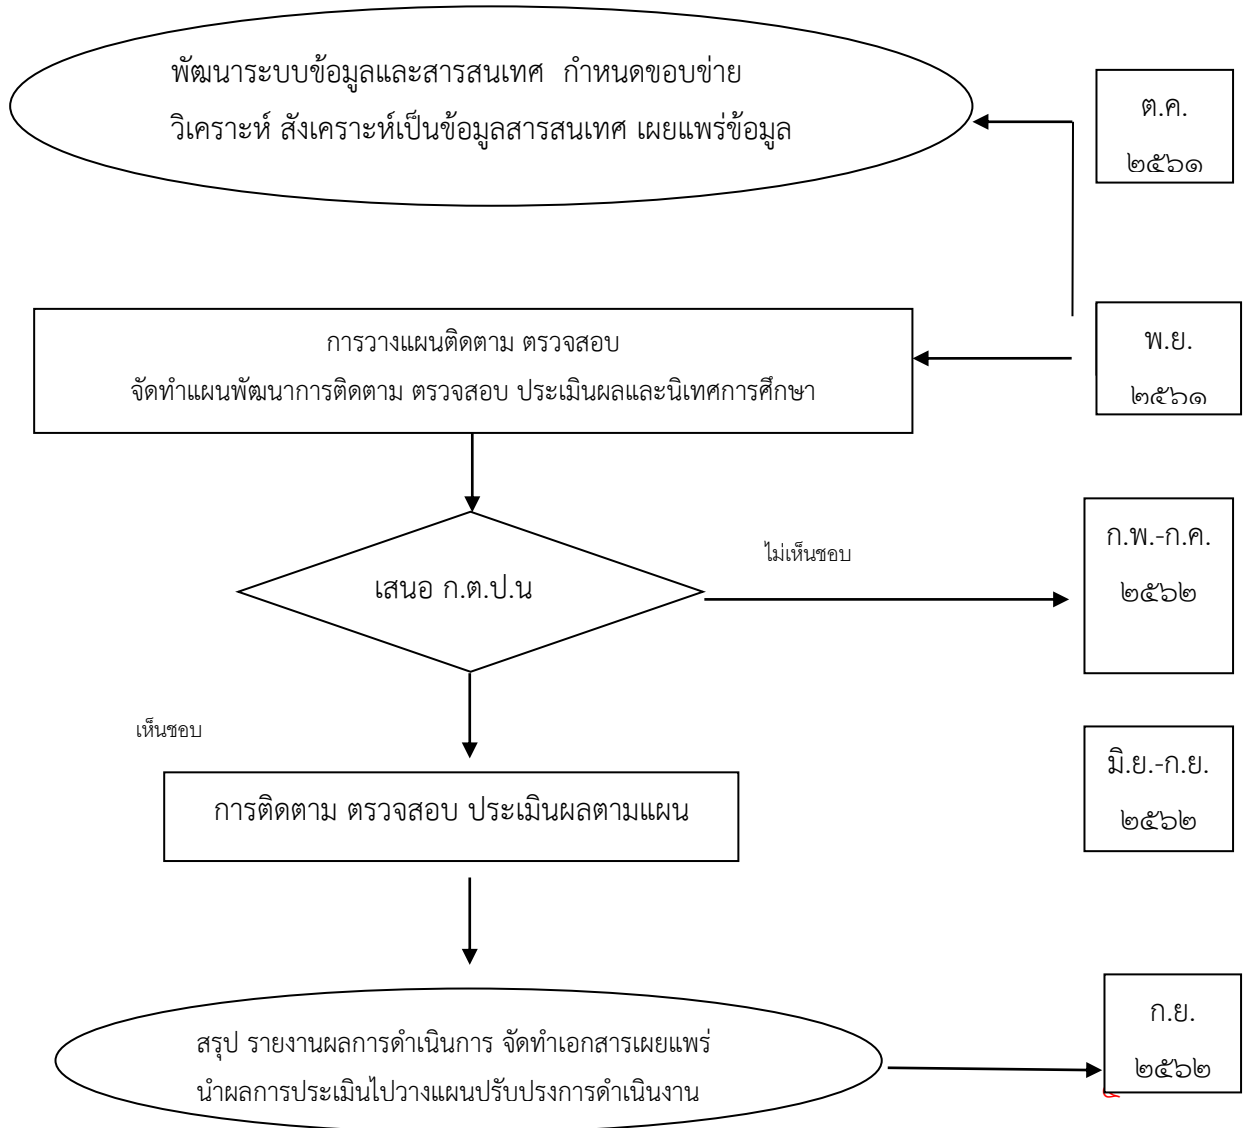 พัฒนาระบบข้อมูลและสารสนเทศ กำหนดขอบข่าย
วิเคราะห์ สังเคราะห์เป็นข้อมูลสารสนเทศ เผยแพร่ข้อมูล
ต.ค.
๒๕๖๑
การวางแผนติดตาม ตรวจสอบ
จัดทำแผนพัฒนาการติดตาม ตรวจสอบ ประเมินผลและนิเทศการศึกษา
พ.ย.
๒๕๖๑
เสนอ ก.ต.ป.น
ไม่เห็นชอบ
ก.พ.-ก.ค.
๒๕๖๒
เห็นชอบ
การติดตาม ตรวจสอบ ประเมินผลตามแผน
มิ.ย.-ก.ย.
๒๕๖๒
สรุป รายงานผลการดำเนินการ จัดทำเอกสารเผยแพร่
นำผลการประเมินไปวางแผนปรับปรุงการดำเนินงาน
ก.ย.
๒๕๖๒